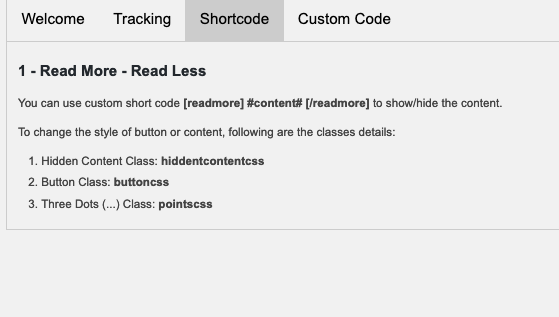 Welcome Tracking Shortcode Custom Code
1 - Read More - Read Less
You can use custom short code [readmore] #content# [/readmore] to show/hide the content.
To change the style of button or content, following are the classes details:
1. Hidden Content Class: hiddentcontentcss
2. Button Class: buttoncss
3. Three Dots (...) Class: pointscss